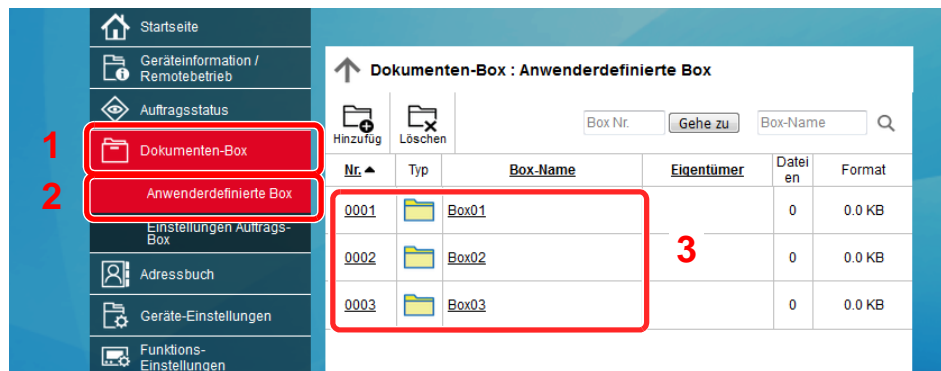 Startseite
Geräteinformation /
Remotebetrieb
Auftragsstatus
1
Dokumenten-Box
2
Anwenderdefinierte Box
Einstellungen Auftrags-
Box
Adressbuch
Geräte-Einstellungen
Funktions-
Einstellungen
Dokumenten-Box : Anwenderdefinierte Box
Hinzufüg Löschen Box Nr. Gehe zu Box-Name
Nr. Typ Box-Name Eigentümer Datei
en Format
0001 Box01 0 0.0 KB
0002 Box02 0 0.0 KB
3
0003 Box03 0 0.0 KB